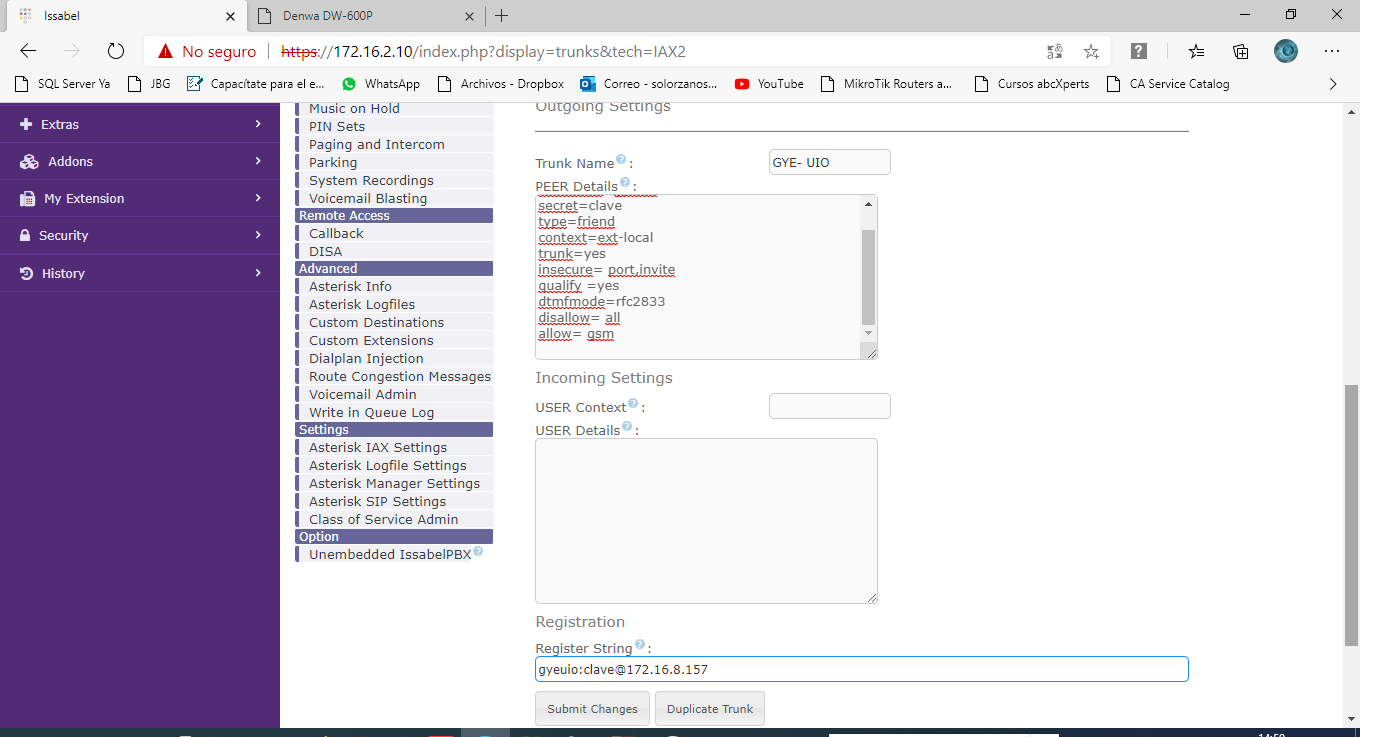 Issabel
Denwa DW-600P
No seguro
https://172.16.2.10/index.php?display=trunks&tech=IAX2
SQL Server Ya
JBG
Capacítate para el e...
WhatsApp
Archivos - Dropbox
Correo - solorzano...
YouTube
MikroTik Routers a...
Cursos abcXperts
CA Service Catalog
Extras
Addons
My Extension
Security
History
Music on Hold
PIN Sets
Paging and Intercom
Parking
System Recordings
Voicemail Blasting
Remote Access
Callback
DISA
Advanced
Asterisk Info
Asterisk Logfiles
Custom Destinations
Custom Extensions
Dialplan Injection
Route Congestion Messages
Voicemail Admin
Write in Queue Log
Settings
Asterisk IAX Settings
Asterisk Logfile Settings
Asterisk Manager Settings
Asterisk SIP Settings
Class of Service Admin
Option
Unembedded IssabelPBX
Outgoing Settings
Trunk Name :
GYE- UIO
PEER Details :
secret=clave
type=friend
context=ext-local
trunk=yes
insecure= port,invite
qualify =yes
dtmfmode=rfc2833
disallow= all
allow= gsm
Incoming Settings
USER Context :
USER Details :
Registration
Register String :
gyeuio:clave@172.16.8.157
Submit Changes
Duplicate Trunk